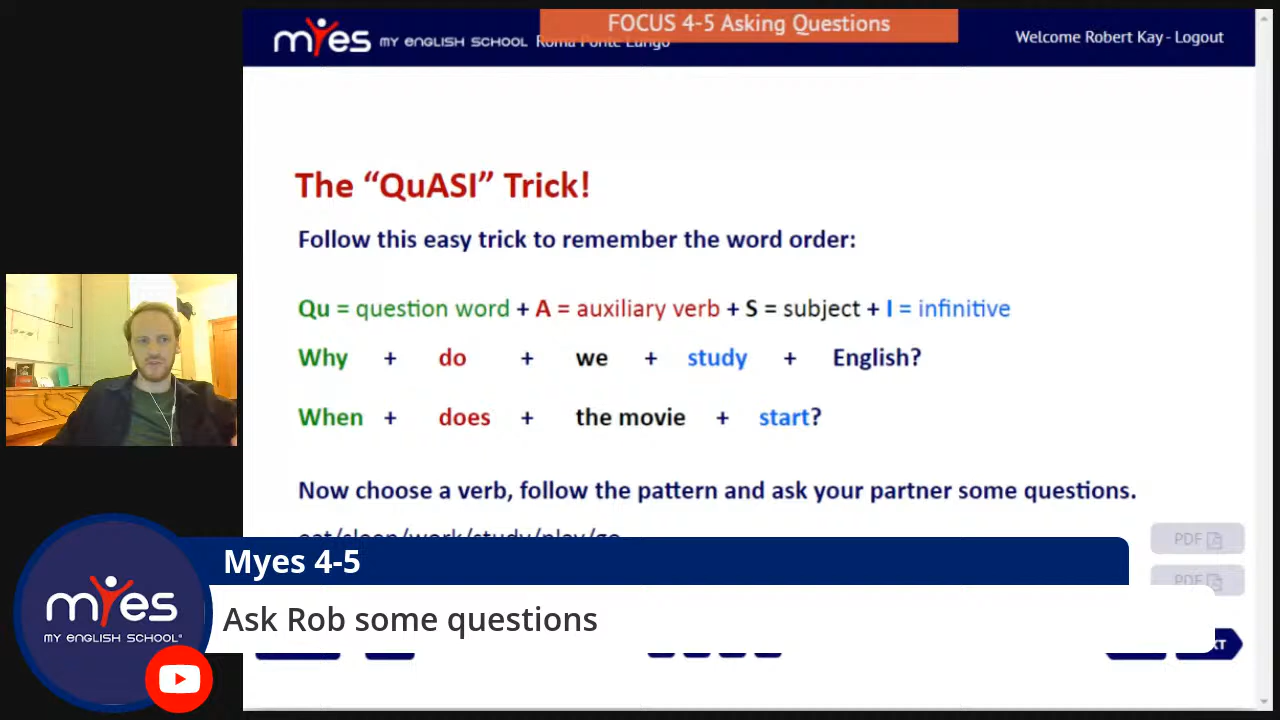 FOCUS 4-5 Asking Questions
myes MY ENGLISH SCHOOL Roma Ponte Lungo
Welcome Robert Kay - Logout
The “QuASI” Trick!
Follow this easy trick to remember the word order:
Qu = question word + A = auxiliary verb + S = subject + I = infinitive
Why + do + we + study + English?
When + does + the movie + start?
Now choose a verb, follow the pattern and ask your partner some questions.
eat/sleep/work/study/play/go
PDF
PDF
Myes 4-5
Ask Rob some questions
myes
MY ENGLISH SCHOOL®